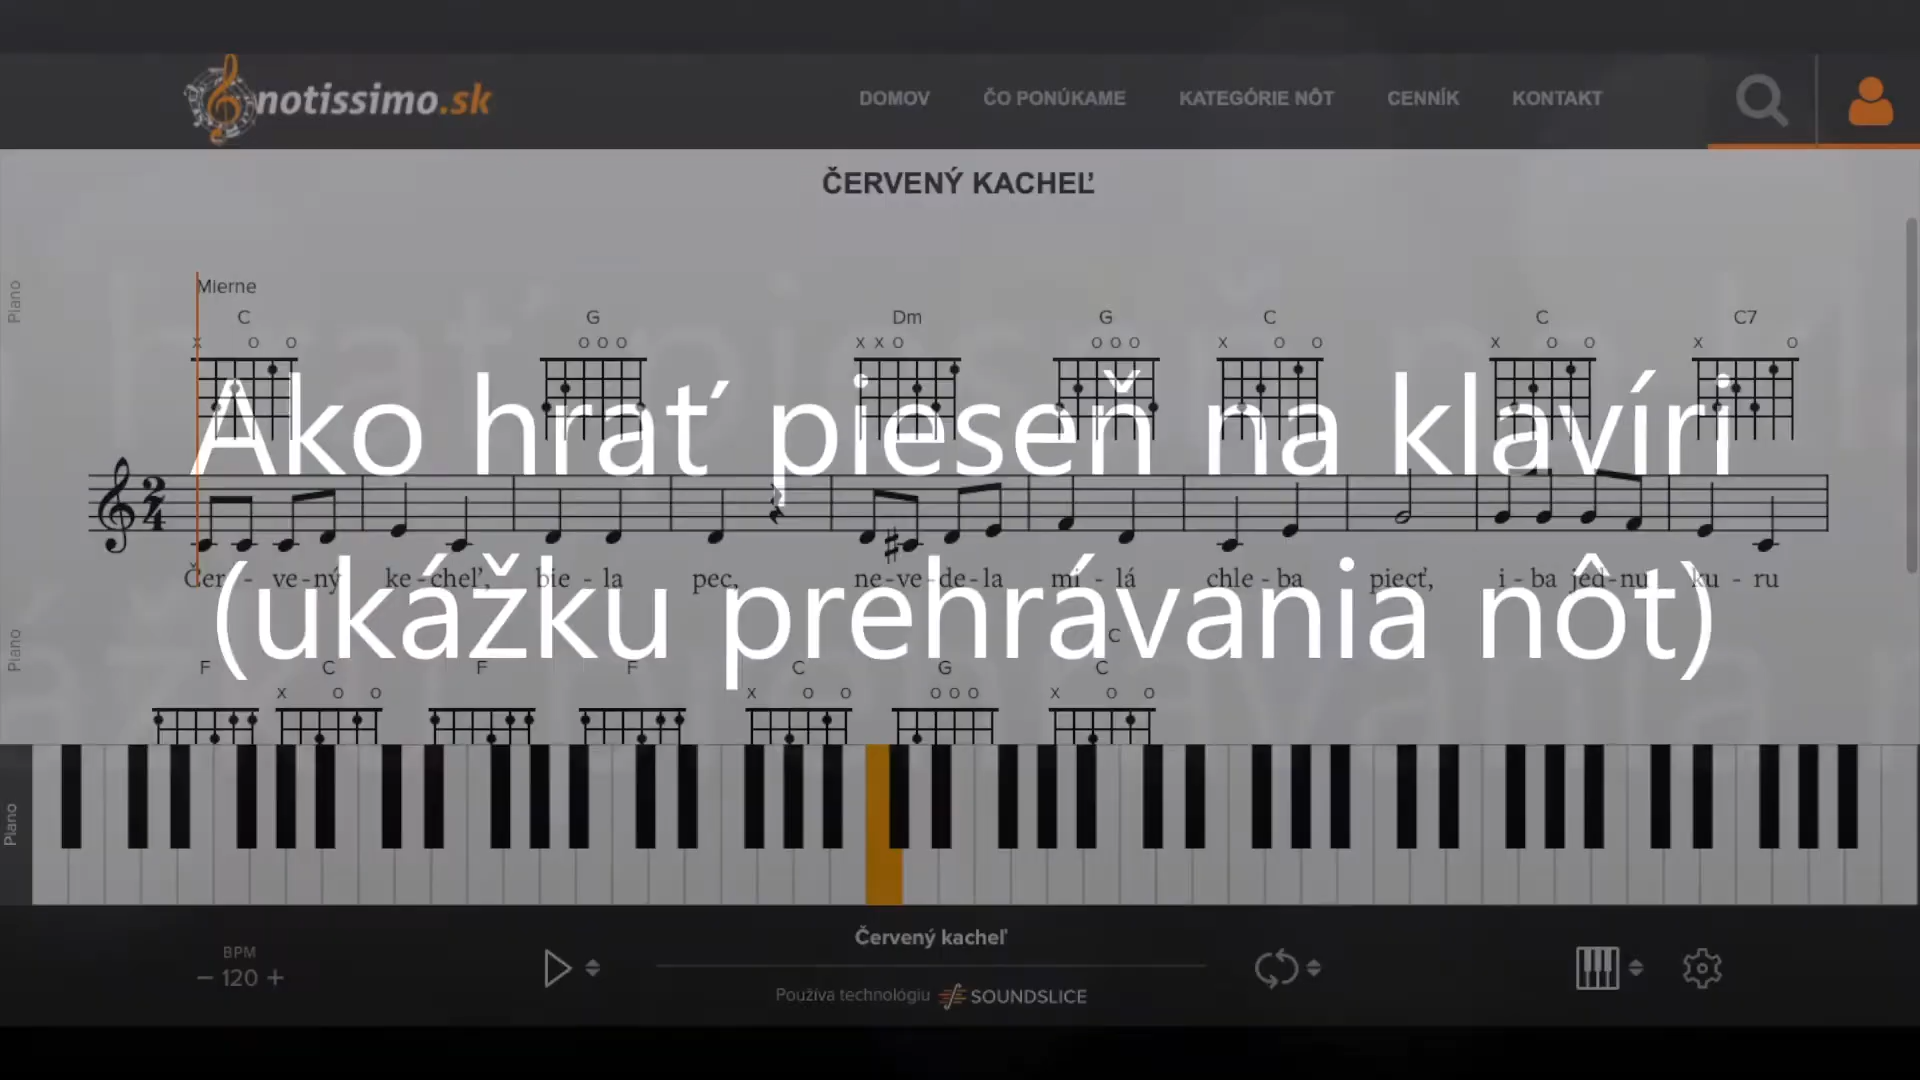 notissimo.sk
DOMOV ČO PONÚKAME KATEGÓRIE NÔT CENNÍK KONTAKT
ČERVENÝ KACHEĽ
Piano
Mierne
C G Dm G C C C7
x o o o o o x x o o o o x o o x o o x o
Ako hrať pieseň na klavíri
2
4
Čer - ve - ný ke - cheľ, bie - la pec, ne - ve - de - la mi - lá chle - ba piecť, i - ba jed - nu ku - ru
(ukážku prehrávania nôt)
Piano
C
F C F F C G C
x o o x o o o o o x o o
Piano
Červený kacheľ
BPM
− 120 +
Používa technológiu SOUNDSLICE